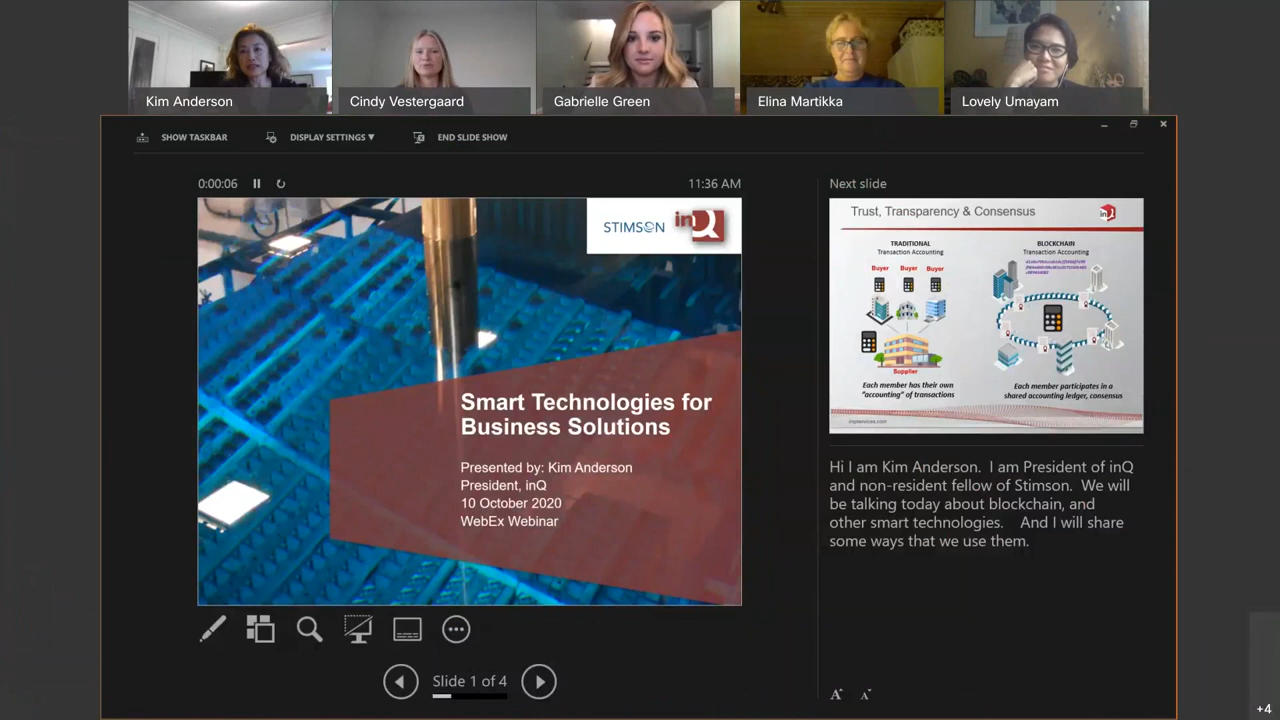 Kim Anderson
Cindy Vestergaard
Gabrielle Green
Elina Martikka
Lovely Umayam
SHOW TASKBAR
DISPLAY SETTINGS ▼
END SLIDE SHOW
0:00:06
11:36 AM
STIMSON
inQ
Smart Technologies for
Business Solutions
Presented by: Kim Anderson
President, inQ
10 October 2020
WebEx Webinar
Slide 1 of 4
Next slide
Trust, Transparency & Consensus
inQ
TRADITIONAL
Transaction Accounting
Buyer
Buyer
Buyer
Supplier
Each member has their own
"accounting" of transactions
BLOCKCHAIN
Transaction Accounting
Each member participates in a
shared accounting ledger, consensus
Hi I am Kim Anderson. I am President of inQ
and non-resident fellow of Stimson. We will
be talking today about blockchain, and
other smart technologies. And I will share
some ways that we use them.
A
A
+4